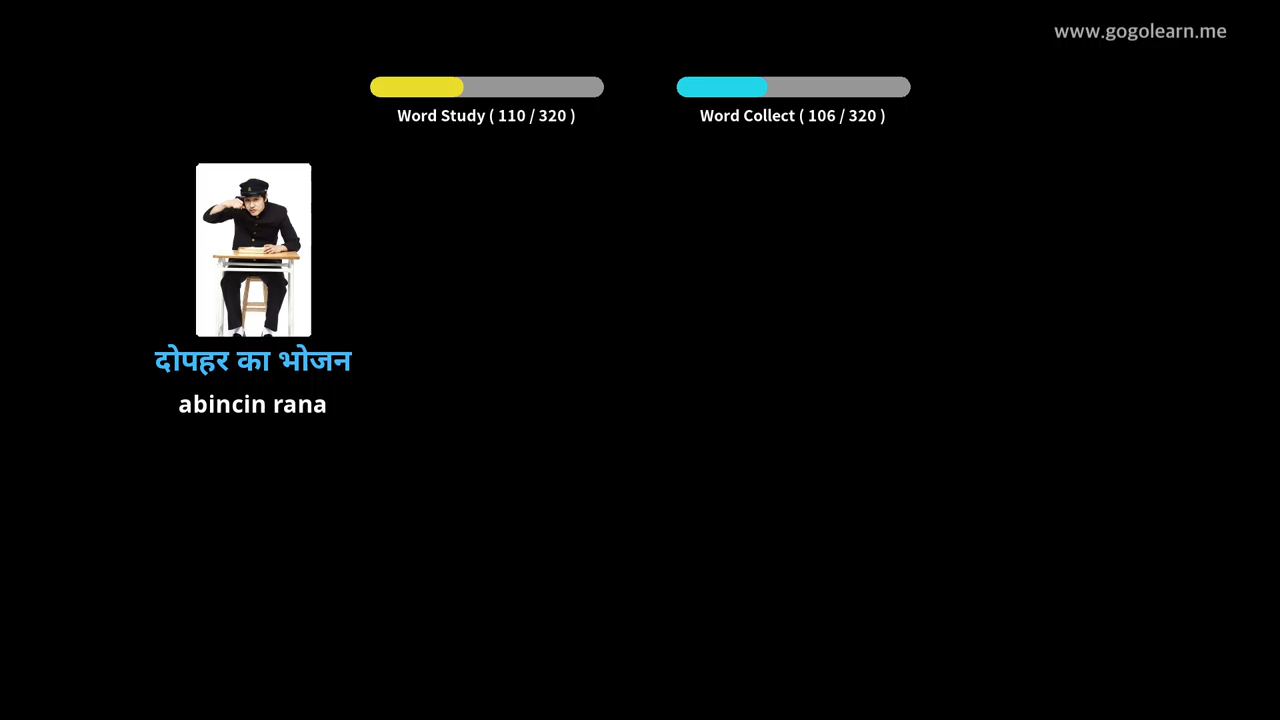 www.gogolearn.me
Word Study ( 110 / 320 )
Word Collect ( 106 / 320 )
दोपहर का भोजन
abincin rana